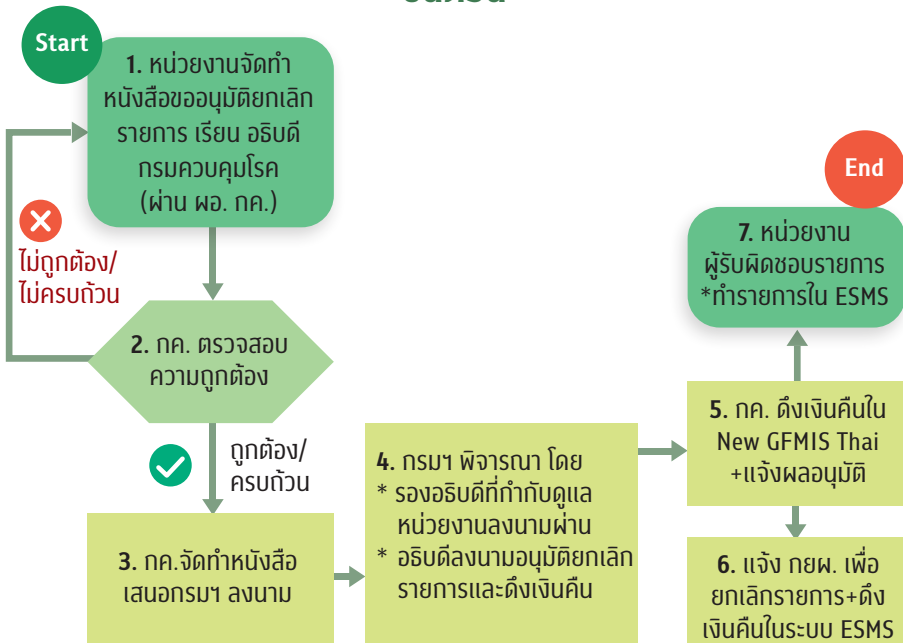 Start
1. หน่วยงานจัดทำ
หนังสือขออนุมัติยกเลิก
รายการ เรียน อธิบดี
กรมควบคุมโรค
(ผ่าน ผอ. กค.)
ไม่ถูกต้อง/
ไม่ครบถ้วน
2. กค. ตรวจสอบ
ความถูกต้อง
ถูกต้อง/
ครบถ้วน
3. กค.จัดทำหนังสือ
เสนอกรมฯ ลงนาม
4. กรมฯ พิจารณา โดย
* รองอธิบดีที่กำกับดูแล
หน่วยงานลงนามผ่าน
* อธิบดีลงนามอนุมัติยกเลิก
รายการและดึงเงินคืน
5. กค. ดึงเงินคืนใน
New GFMIS Thai
+แจ้งผลอนุมัติ
6. แจ้ง กยผ. เพื่อ
ยกเลิกรายการ+ดึง
เงินคืนในระบบ ESMS
End
7. หน่วยงาน
ผู้รับผิดชอบรายการ
*ทำรายการใน ESMS